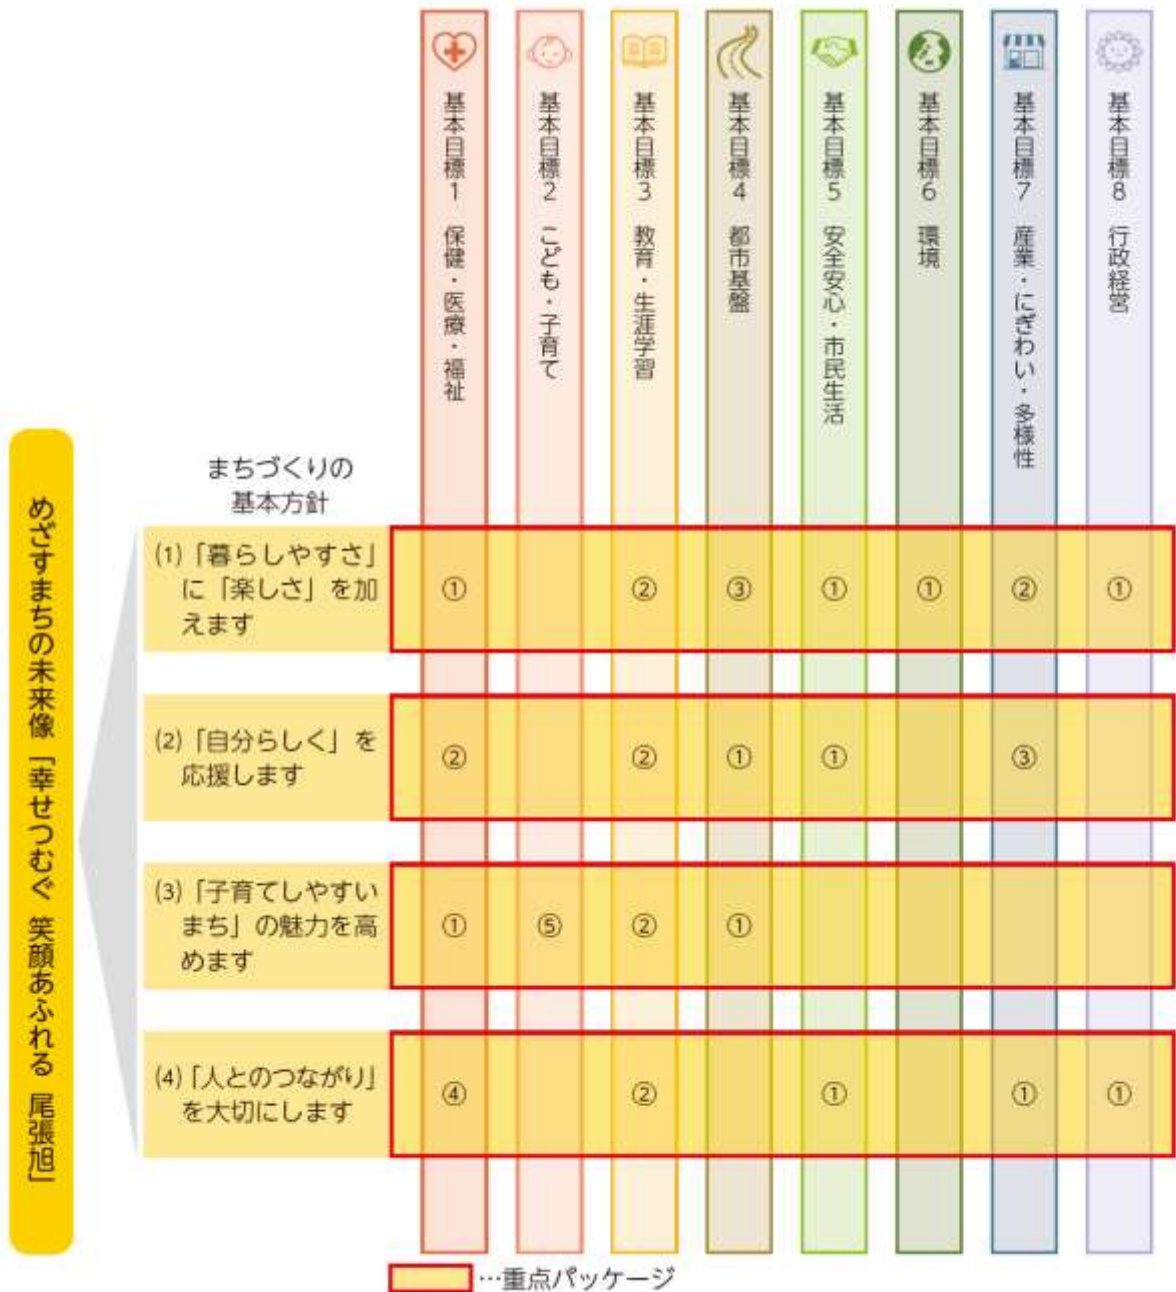 基本目標1 保健・医療・福祉
基本目標2 こども・子育て
基本目標3 教育・生涯学習
基本目標4 都市基盤
基本目標5 安全安心・市民生活
基本目標6 環境
基本目標7 産業・にぎわい・多様性
基本目標8 行政経営
めざすまちの未来像「幸せつむぐ 笑顔あふれる 尾張旭」
まちづくりの
基本方針
(1)「暮らしやすさ」
に「楽しさ」を加
えます
① ② ③ ① ① ② ①
(2)「自分らしく」を
応援します
② ② ① ① ③
(3)「子育てしやすい
まち」の魅力を高
めます
① ⑤ ② ①
(4)「人とのつながり」
を大切にします
④ ② ① ① ①
…重点パッケージ